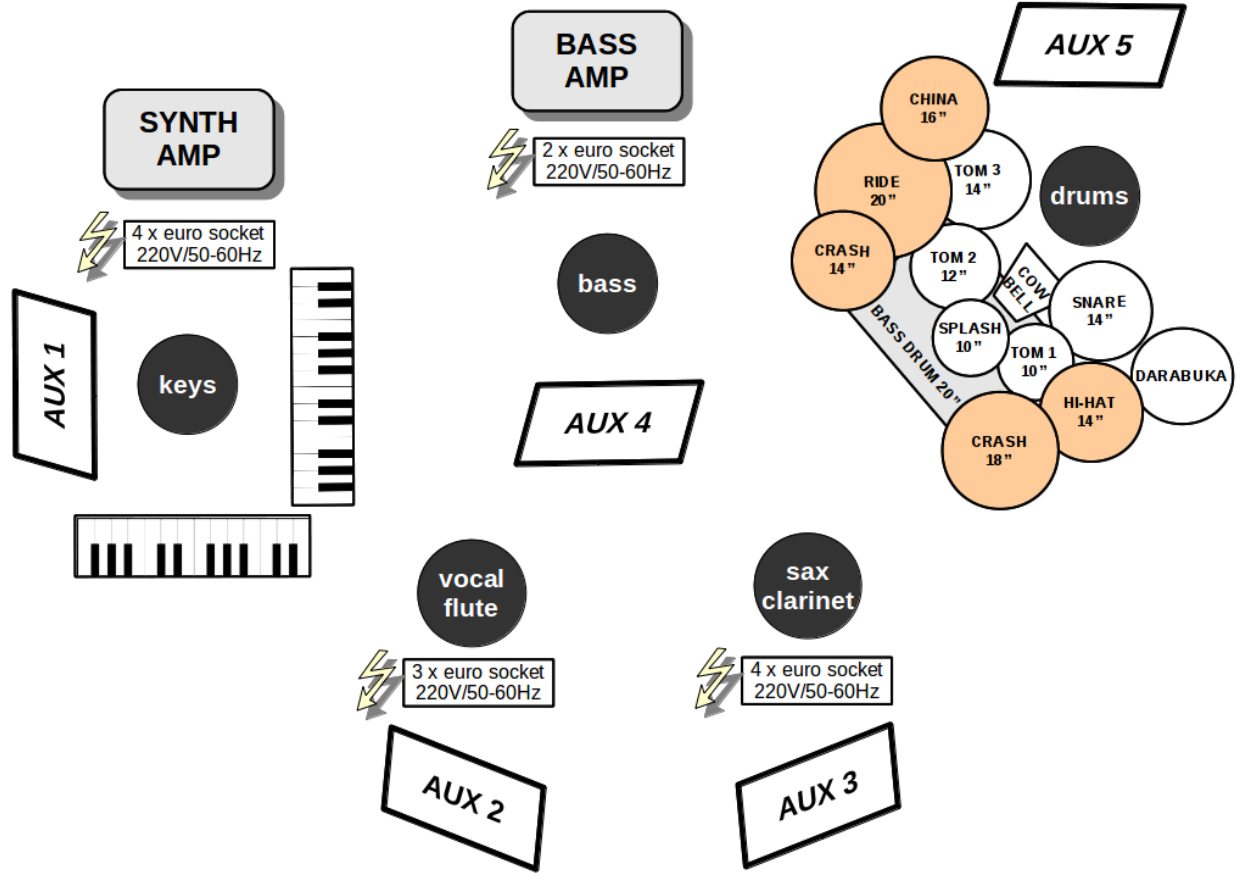 BASS
AMP
AUX 5
SYNTH
AMP
2 x euro socket
220V/50-60Hz
CHINA
16”
RIDE
20”
TOM 3
14”
drums
4 x euro socket
220V/50-60Hz
CRASH
14”
TOM 2
12”
COW
BELL
SNARE
14”
bass
BASS DRUM 20”
SPLASH
10”
TOM 1
10”
DARABUKA
AUX 1
keys
HI-HAT
14”
AUX 4
CRASH
18”
vocal
flute
sax
clarinet
3 x euro socket
220V/50-60Hz
4 x euro socket
220V/50-60Hz
AUX 2
AUX 3